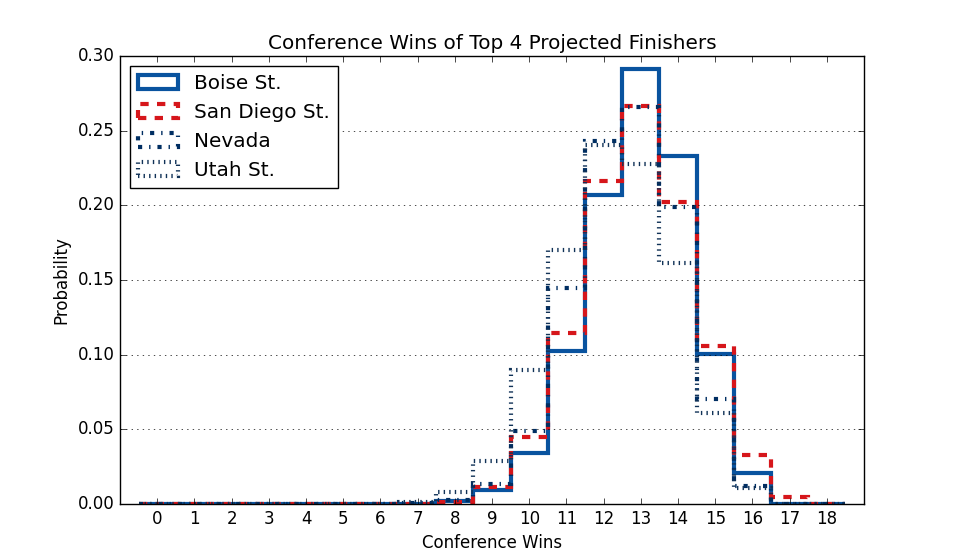 Conference Wins of Top 4 Projected Finishers
0.30
0.25
0.20
0.15
0.10
0.05
0.00
Probability
Boise St.
San Diego St.
Nevada
Utah St.
0 1 2 3 4 5 6 7 8 9 10 11 12 13 14 15 16 17 18
Conference Wins